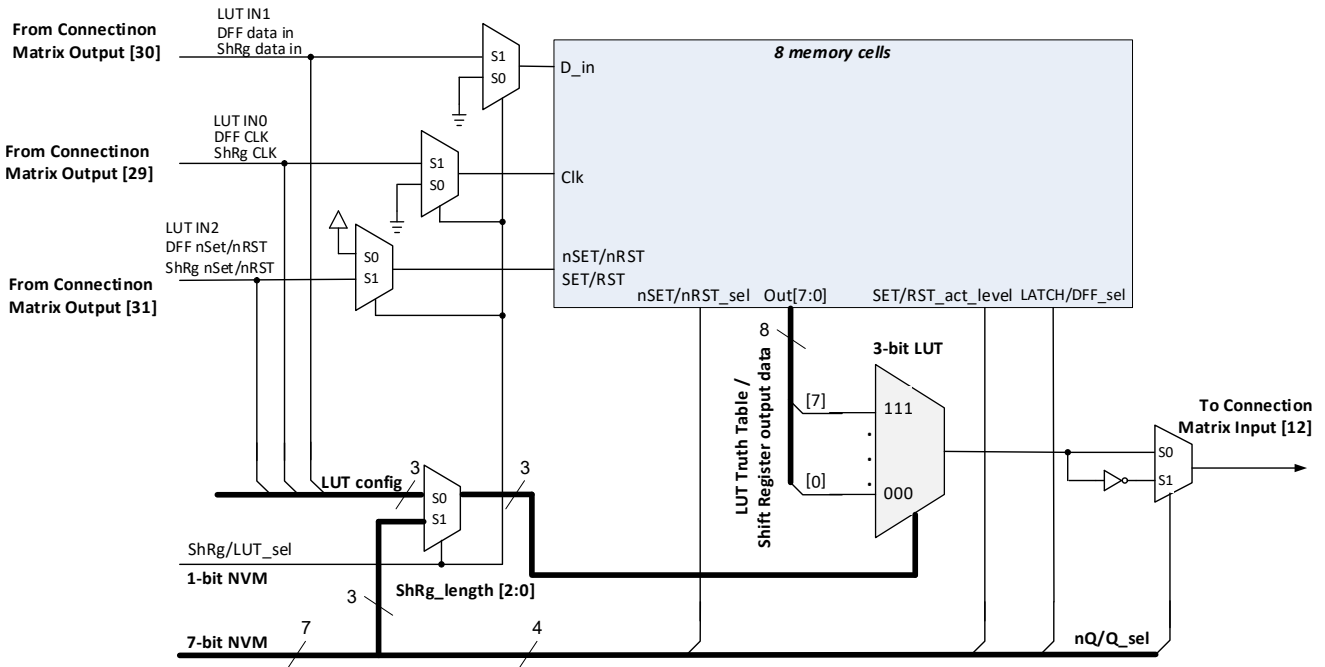 From Connectinon
Matrix Output [30]
LUT IN1
DFF data in
ShRg data in
S1
S0
D_in
8 memory cells
From Connectinon
Matrix Output [29]
LUT IN0
DFF CLK
ShRg CLK
S1
S0
Clk
LUT IN2
DFF nSet/nRST
ShRg nSet/nRST
From Connectinon
Matrix Output [31]
S0
S1
nSET/nRST
SET/RST
nSET/nRST_sel
Out[7:0]
SET/RST_act_level
LATCH/DFF_sel
8
3-bit LUT
LUT Truth Table /
Shift Register output data
[7]
111
[0]
000
To Connection
Matrix Input [12]
S0
S1
LUT config
3
S0
S1
3
ShRg/LUT_sel
1-bit NVM
ShRg_length [2:0]
3
7-bit NVM
7
4
nQ/Q_sel